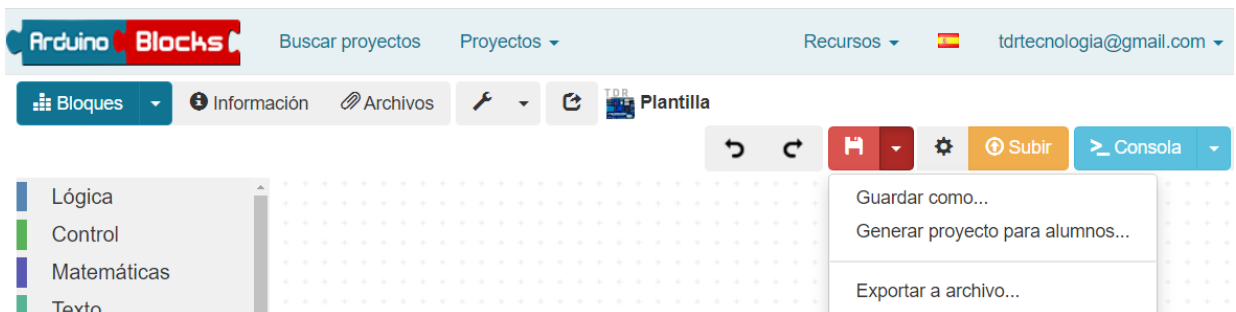 Arduino Blocks Buscar proyectos Proyectos Recursos tdrtecnologia@gmail.com
Bloques Información Archivos TDR Plantilla
Subir >_ Consola
Lógica
Control
Matemáticas
Texto
Guardar como...
Generar proyecto para alumnos...
Exportar a archivo...